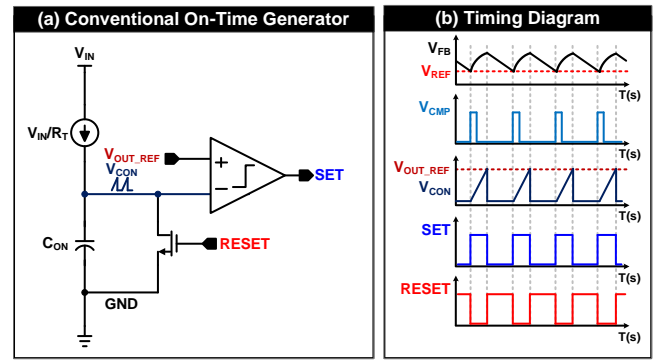 (a) Conventional On-Time Generator
V_IN
V_IN/R_T
V_OUT_REF
V_CON
+
−
SET
C_ON
RESET
GND
(b) Timing Diagram
V_FB
V_REF
T(s)
V_CMP
T(s)
V_OUT_REF
V_CON
T(s)
SET
T(s)
RESET
T(s)